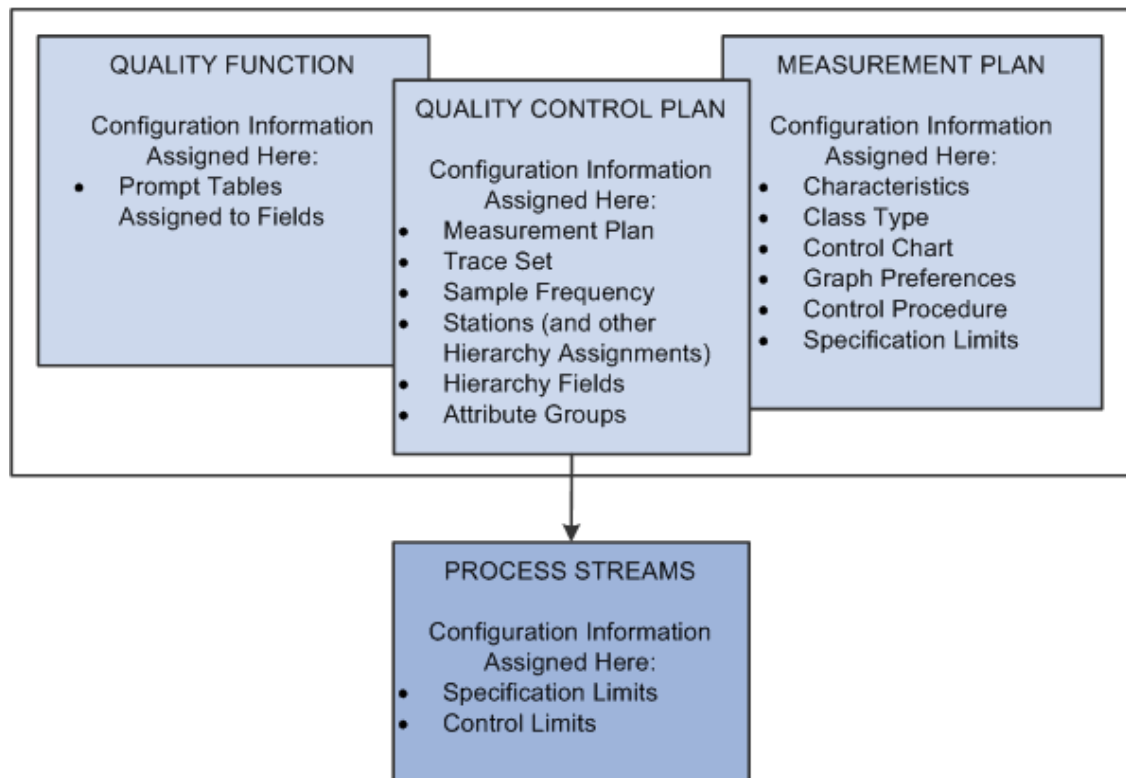 QUALITY FUNCTION
Configuration Information
Assigned Here:
• Prompt Tables
Assigned to Fields
QUALITY CONTROL PLAN
Configuration Information
Assigned Here:
• Measurement Plan
• Trace Set
• Sample Frequency
• Stations (and other
Hierarchy Assignments)
• Hierarchy Fields
• Attribute Groups
MEASUREMENT PLAN
Configuration Information
Assigned Here:
• Characteristics
• Class Type
• Control Chart
• Graph Preferences
• Control Procedure
• Specification Limits
PROCESS STREAMS
Configuration Information
Assigned Here:
• Specification Limits
• Control Limits